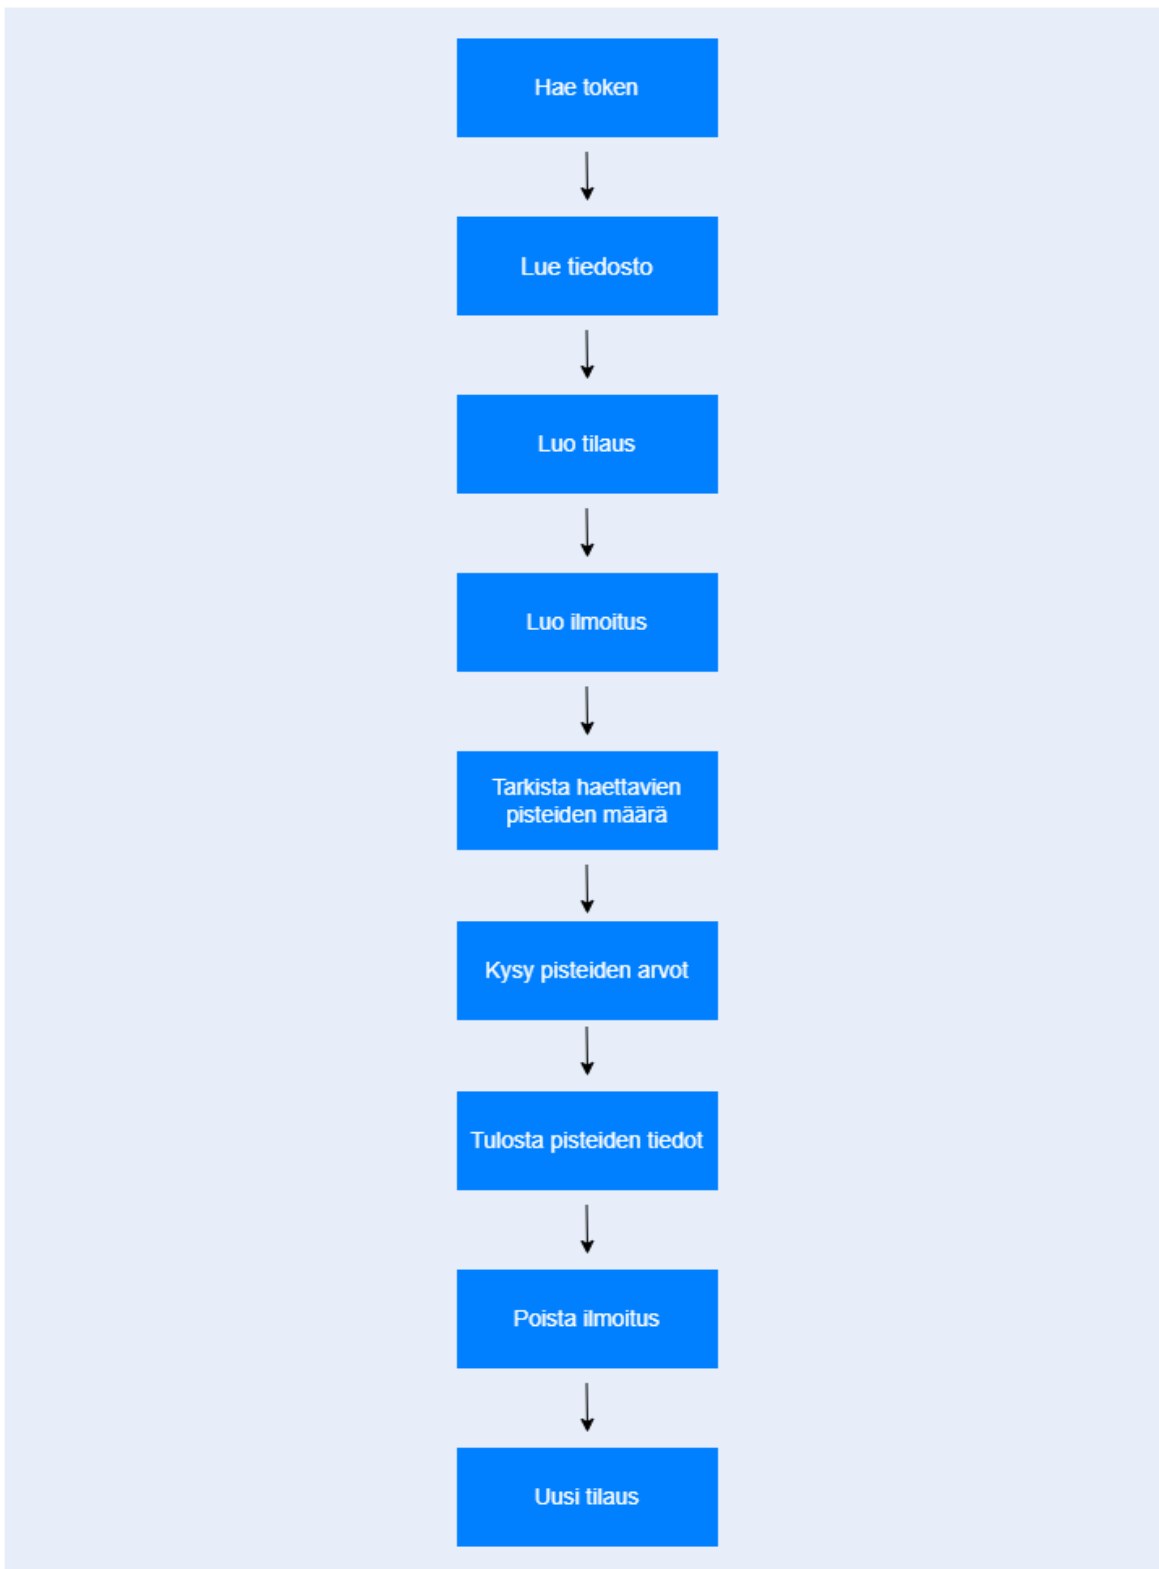 Hae token
Lue tiedosto
Luo tilaus
Luo ilmoitus
Tarkista haettavien
pisteiden määrä
Kysy pisteiden arvot
Tulosta pisteiden tiedot
Poista ilmoitus
Uusi tilaus